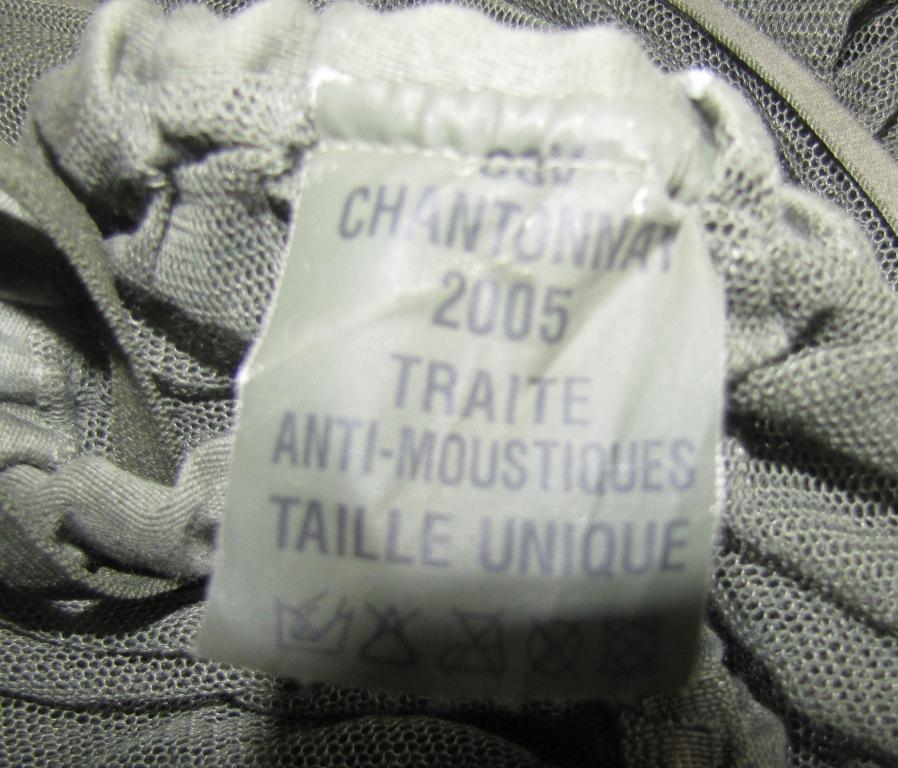 CHANTONNAY
2005
TRAITE
ANTI-MOUSTIQUES
TAILLE UNIQUE